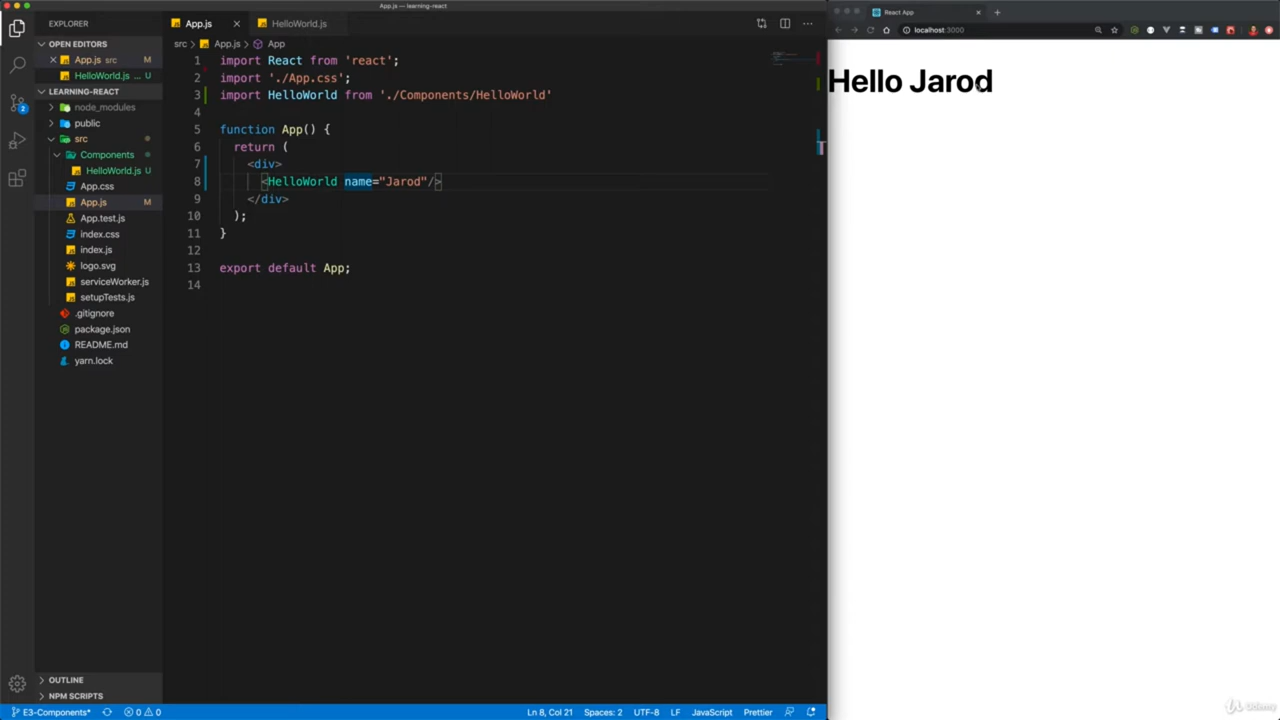 App.js — learning-react
EXPLORER
OPEN EDITORS
App.js src M
HelloWorld.js ... U
LEARNING-REACT
node_modules
public
src
Components
HelloWorld.js U
App.css
App.js M
App.test.js
index.css
index.js
logo.svg
serviceWorker.js
setupTests.js
.gitignore
package.json
README.md
yarn.lock
OUTLINE
NPM SCRIPTS
App.js
HelloWorld.js
src > App.js > App
1 import React from 'react';
2 import './App.css';
3 import HelloWorld from './Components/HelloWorld'
4
5 function App() {
6 return (
7 <div>
8 <HelloWorld name="Jarod"/>
9 </div>
10 );
11 }
12
13 export default App;
14
React App
localhost:3000
Hello Jarod
2
E3-Components* 0 0 Ln 8, Col 21 Spaces: 2 UTF-8 LF JavaScript Prettier
Udemy